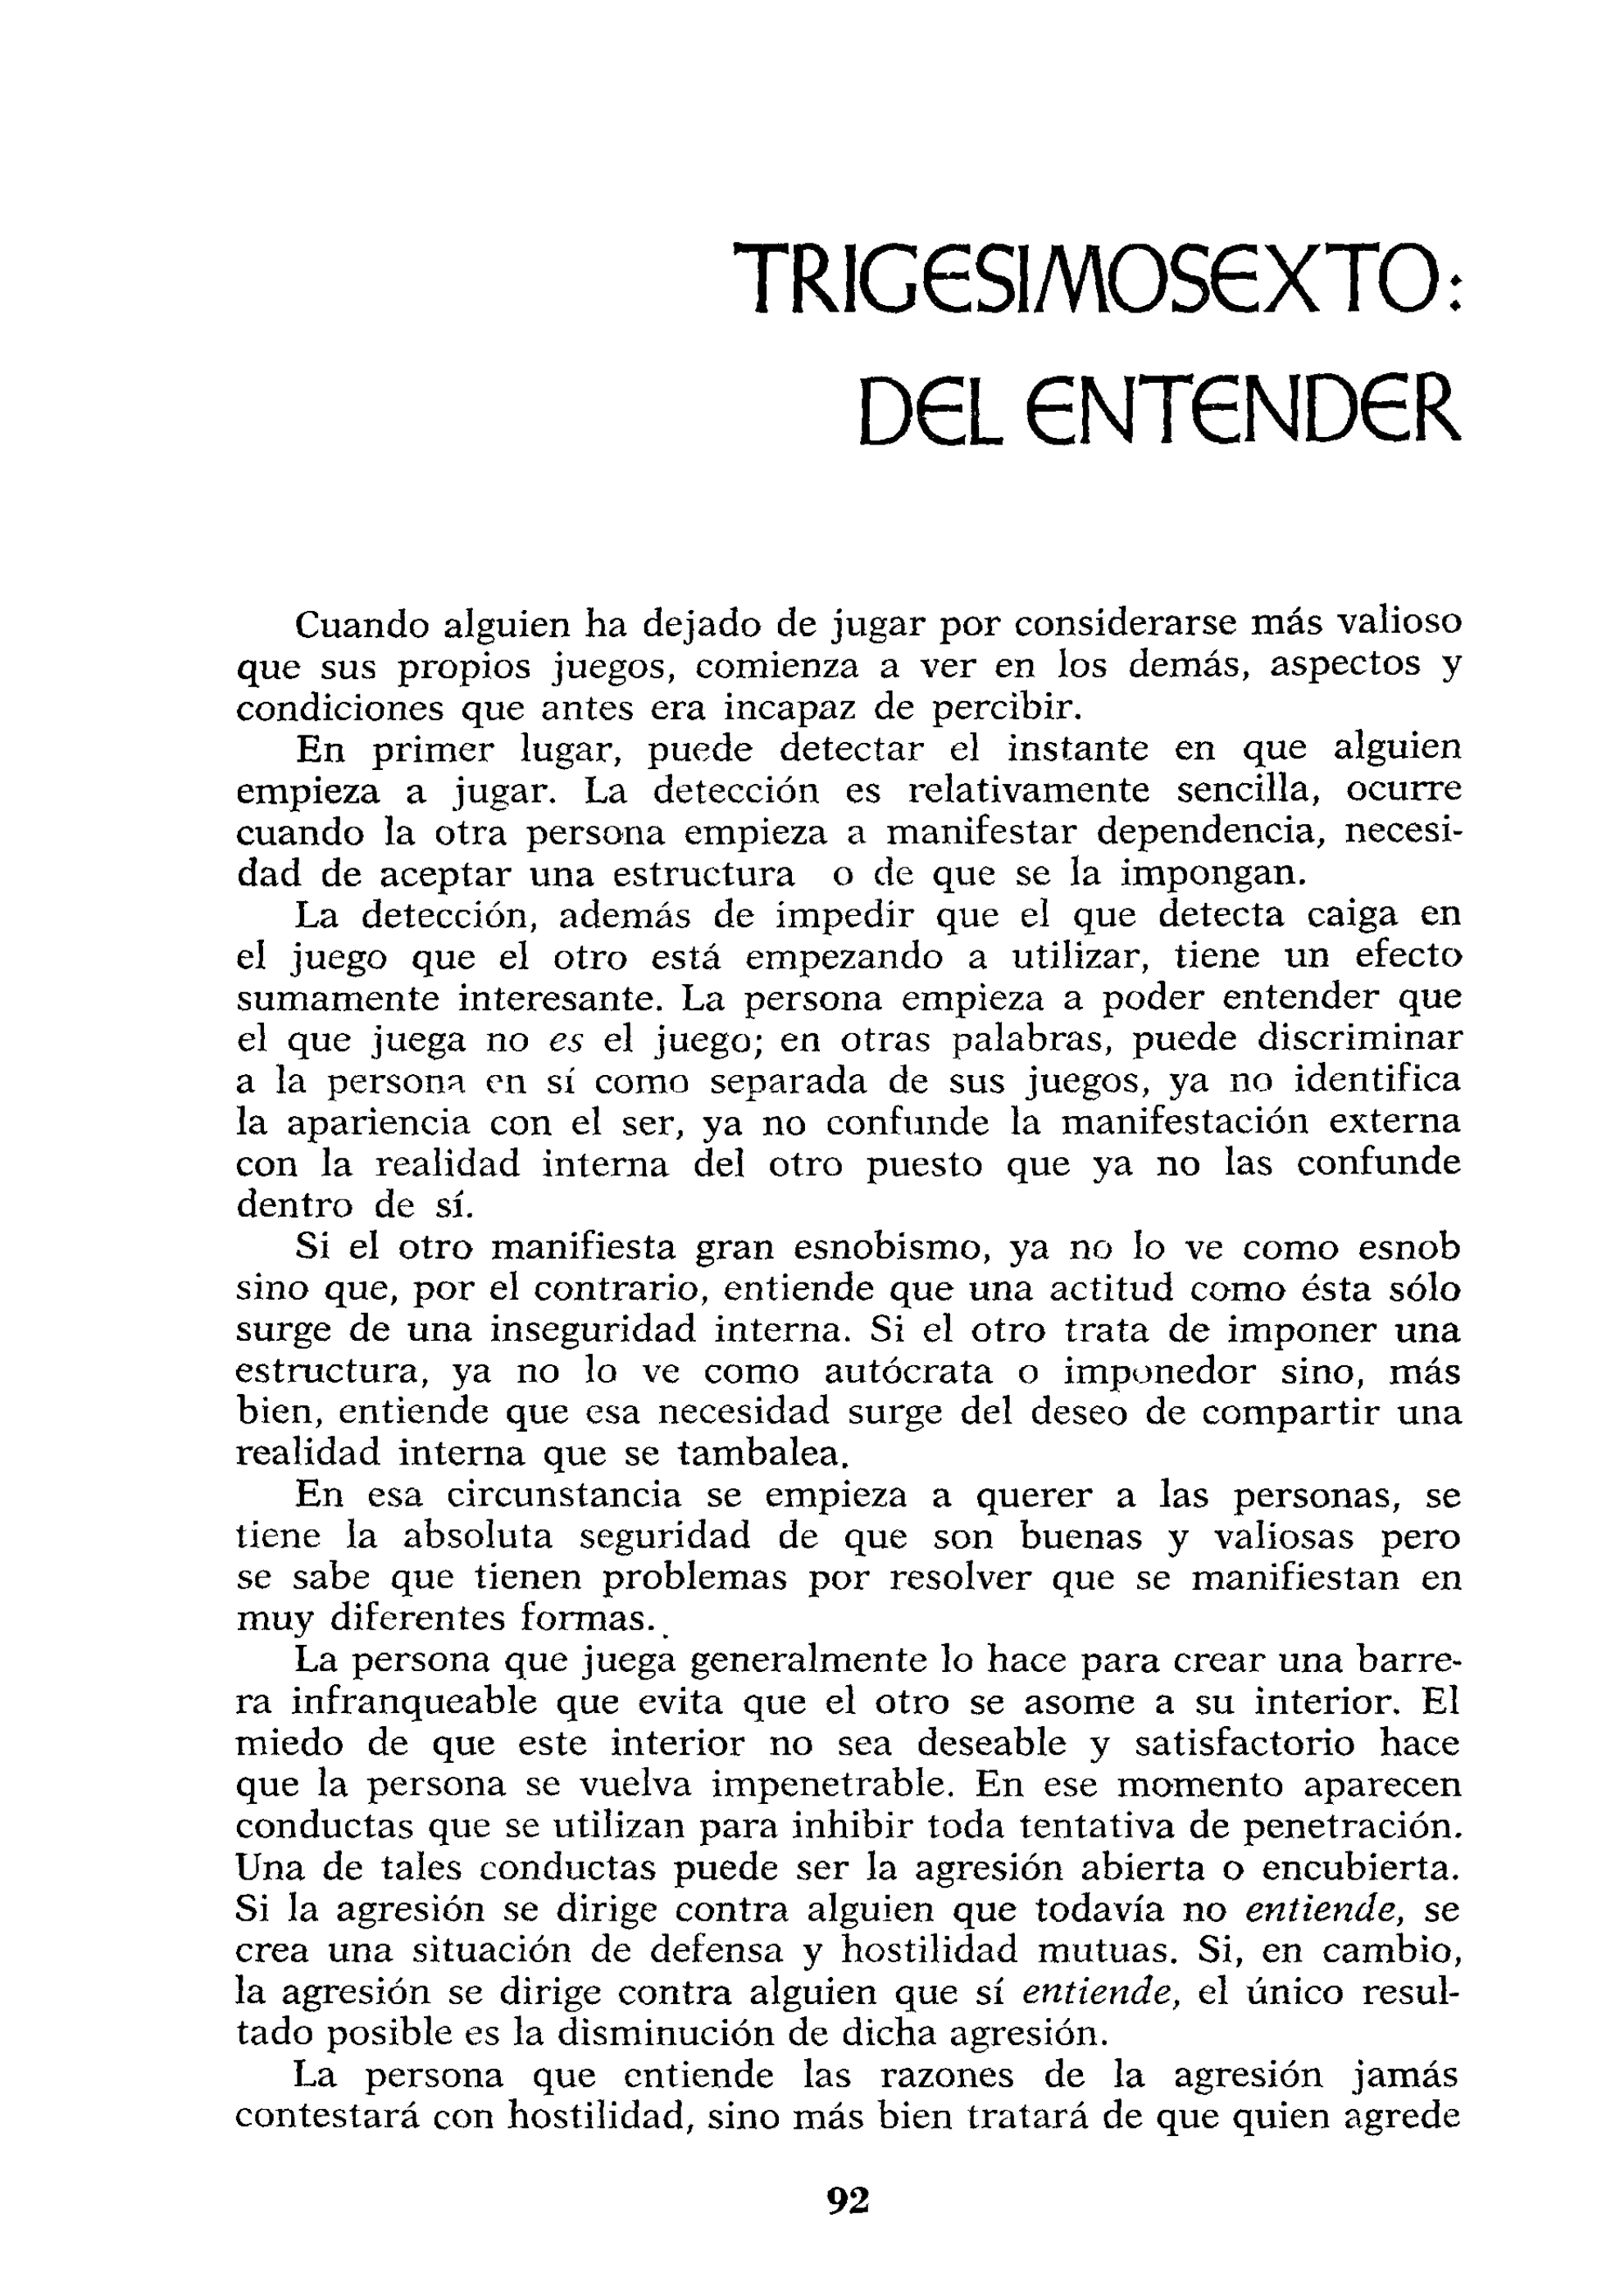 TRIGESIMOSEXTO:
DEL ENTENDER
Cuando alguien ha dejado de jugar por considerarse más valioso
que sus propios juegos, comienza a ver en los demás, aspectos y
condiciones que antes era incapaz de percibir.
En primer lugar, puede detectar el instante en que alguien
empieza a jugar. La detección es relativamente sencilla, ocurre
cuando la otra persona empieza a manifestar dependencia, necesi-
dad de aceptar una estructura o de que se la impongan.
La detección, además de impedir que el que detecta caiga en
el juego que el otro está empezando a utilizar, tiene un efecto
sumamente interesante. La persona empieza a poder entender que
el que juega no es el juego; en otras palabras, puede discriminar
a la persona en sí como separada de sus juegos, ya no identifica
la apariencia con el ser, ya no confunde la manifestación externa
con la realidad interna del otro puesto que ya no las confunde
dentro de sí.
Si el otro manifiesta gran esnobismo, ya no lo ve como esnob
sino que, por el contrario, entiende que una actitud como ésta sólo
surge de una inseguridad interna. Si el otro trata de imponer una
estructura, ya no lo ve como autócrata o imponedor sino, más
bien, entiende que esa necesidad surge del deseo de compartir una
realidad interna que se tambalea.
En esa circunstancia se empieza a querer a las personas, se
tiene la absoluta seguridad de que son buenas y valiosas pero
se sabe que tienen problemas por resolver que se manifiestan en
muy diferentes formas..
La persona que juega generalmente lo hace para crear una barre-
ra infranqueable que evita que el otro se asome a su interior. El
miedo de que este interior no sea deseable y satisfactorio hace
que la persona se vuelva impenetrable. En ese momento aparecen
conductas que se utilizan para inhibir toda tentativa de penetración.
Una de tales conductas puede ser la agresión abierta o encubierta.
Si la agresión se dirige contra alguien que todavía no entiende, se
crea una situación de defensa y hostilidad mutuas. Si, en cambio,
la agresión se dirige contra alguien que sí entiende, el único resul-
tado posible es la disminución de dicha agresión.
La persona que entiende las razones de la agresión jamás
contestará con hostilidad, sino más bien tratará de que quien agrede
92